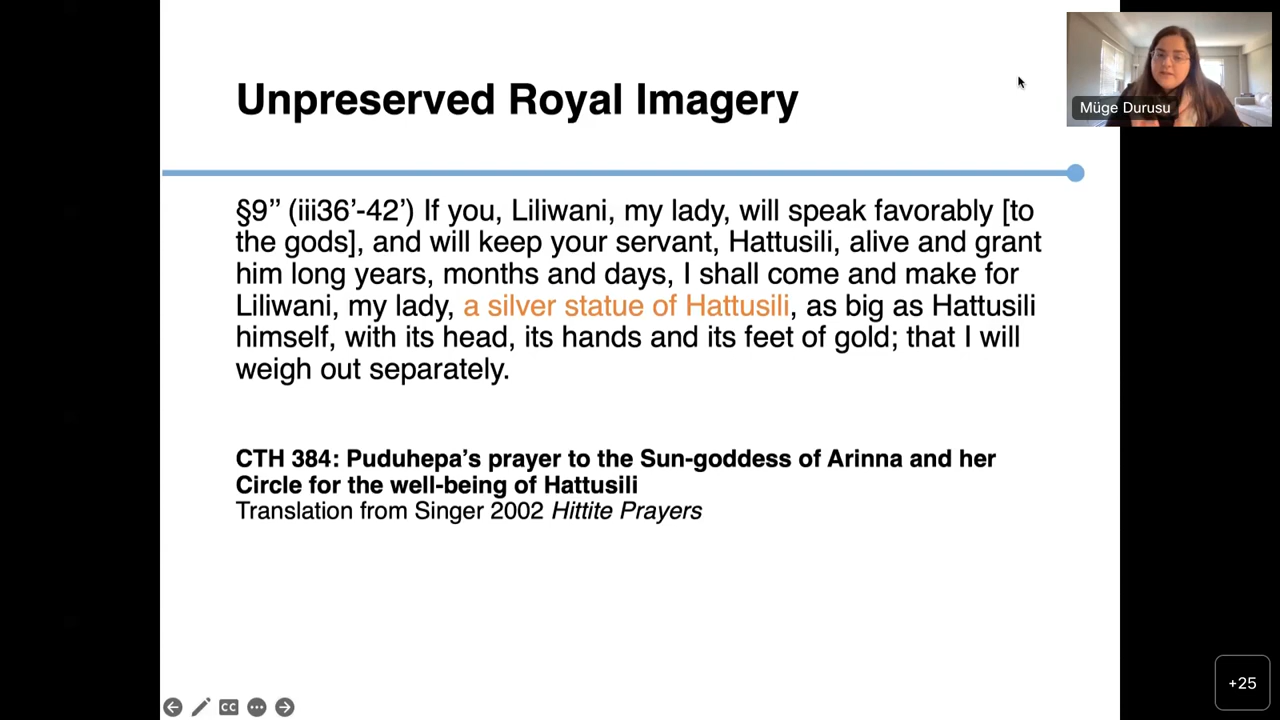 Unpreserved Royal Imagery
Müge Durusu
§9” (iii36’-42’) If you, Liliwani, my lady, will speak favorably [to
the gods], and will keep your servant, Hattusili, alive and grant
him long years, months and days, I shall come and make for
Liliwani, my lady, a silver statue of Hattusili, as big as Hattusili
himself, with its head, its hands and its feet of gold; that I will
weigh out separately.
CTH 384: Puduhepa’s prayer to the Sun-goddess of Arinna and her
Circle for the well-being of Hattusili
Translation from Singer 2002 Hittite Prayers
CC
+25